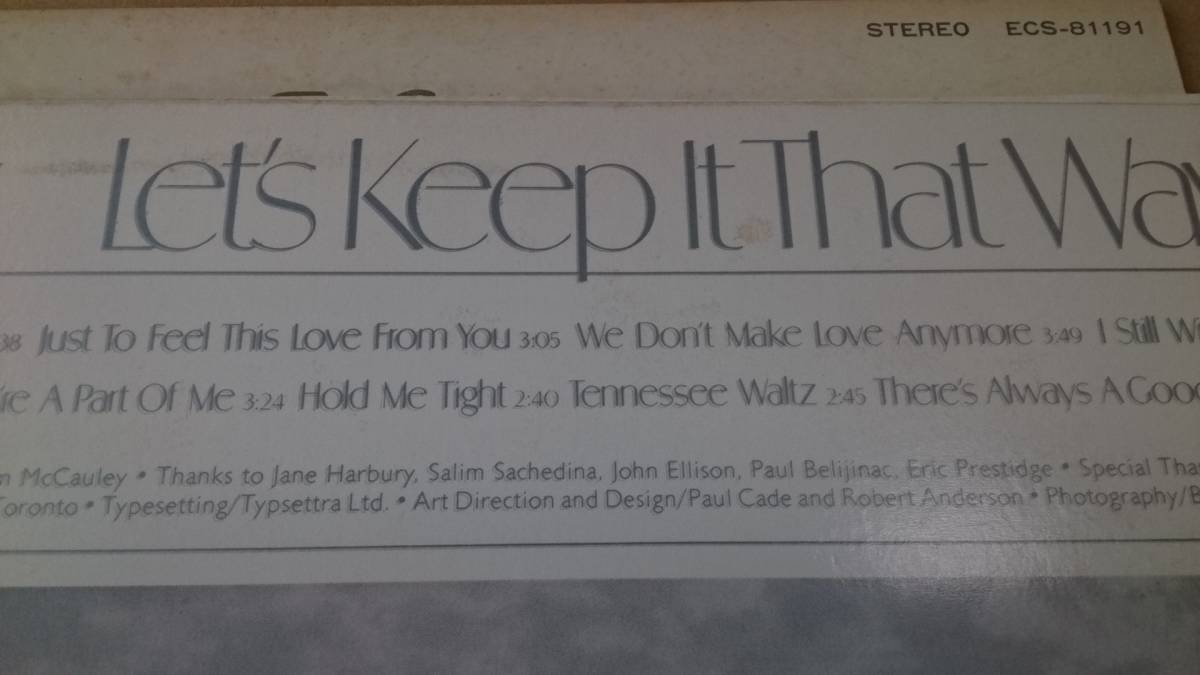 STEREO ECS-81191
Let's Keep It That Way
38 Just To Feel This Love From You 3:05 We Don't Make Love Anymore 3:49 I Still W
're A Part Of Me 3:24 Hold Me Tight 2:40 Tennessee Waltz 2:45 There's Always A Goo
n McCauley • Thanks to Jane Harbury, Salim Sachedina, John Ellison, Paul Belijinac, Eric Prestidge • Special Tha
Toronto • Typesetting/Typsettra Ltd. • Art Direction and Design/Paul Cade and Robert Anderson • Photography/B